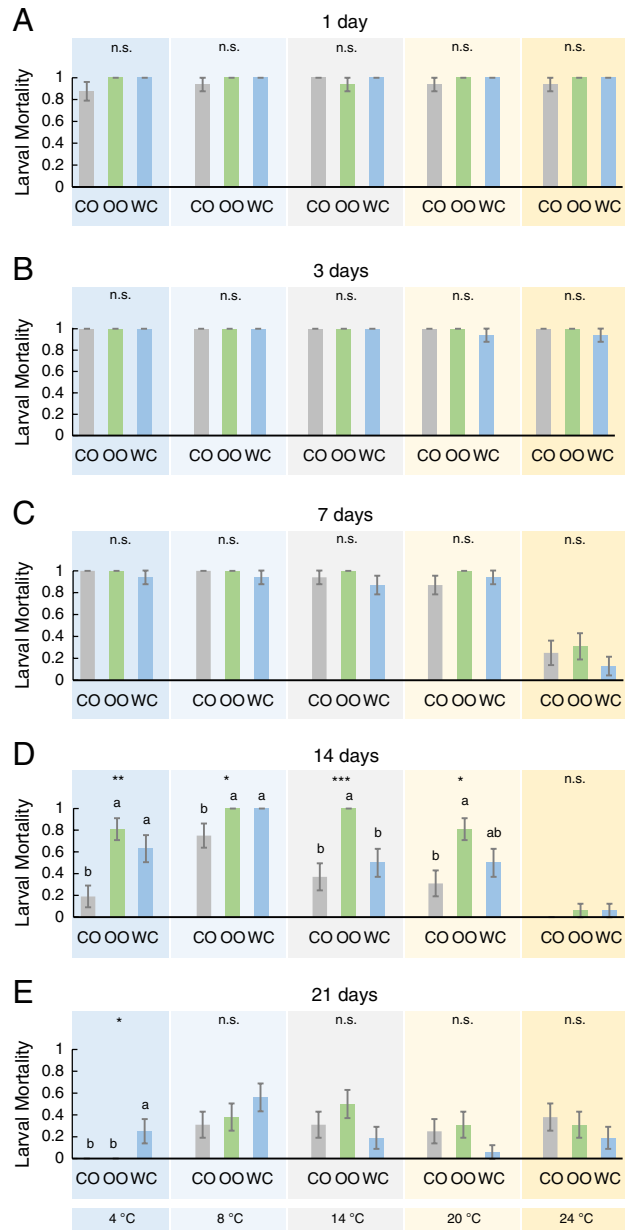 A
1 day
n.s. n.s. n.s. n.s. n.s.
Larval Mortality
1
0.8
0.6
0.4
0.2
0
CO OO WC CO OO WC CO OO WC CO OO WC CO OO WC
B
3 days
n.s. n.s. n.s. n.s. n.s.
Larval Mortality
1
0.8
0.6
0.4
0.2
0
CO OO WC CO OO WC CO OO WC CO OO WC CO OO WC
C
7 days
n.s. n.s. n.s. n.s. n.s.
Larval Mortality
1
0.8
0.6
0.4
0.2
0
CO OO WC CO OO WC CO OO WC CO OO WC CO OO WC
D
14 days
** * *** * n.s.
Larval Mortality
1
0.8
0.6
0.4
0.2
0
b a a b a a b a b b a ab
CO OO WC CO OO WC CO OO WC CO OO WC CO OO WC
E
21 days
* n.s. n.s. n.s. n.s.
Larval Mortality
1
0.8
0.6
0.4
0.2
0
b b a
CO OO WC CO OO WC CO OO WC CO OO WC CO OO WC
4 °C 8 °C 14 °C 20 °C 24 °C